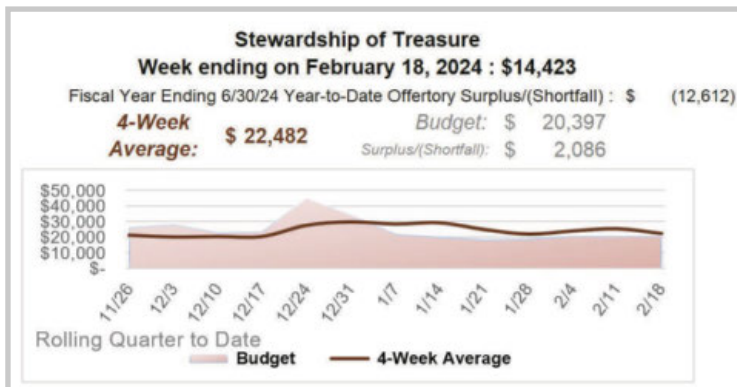 Stewardship of Treasure
Week ending on February 18, 2024 : $14,423
Fiscal Year Ending 6/30/24 Year-to-Date Offertory Surplus/(Shortfall) : $ (12,612)
4-Week Average: $ 22,482
Budget: $ 20,397
Surplus/(Shortfall): $ 2,086
$50,000
$40,000
$30,000
$20,000
$10,000
$-
11/26 12/3 12/10 12/17 12/24 12/31 1/7 1/14 1/21 1/28 2/4 2/11 2/18
Rolling Quarter to Date
Budget 4-Week Average